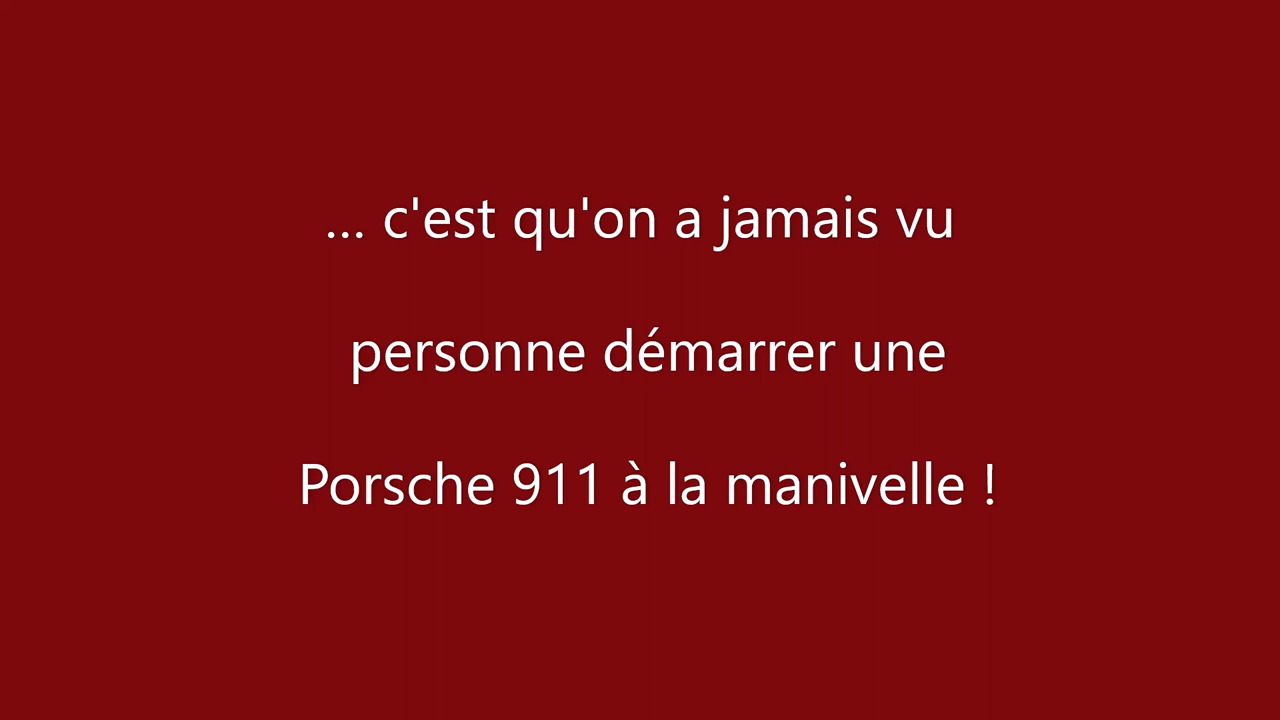 ... c'est qu'on a jamais vu
personne démarrer une
Porsche 911 à la manivelle !